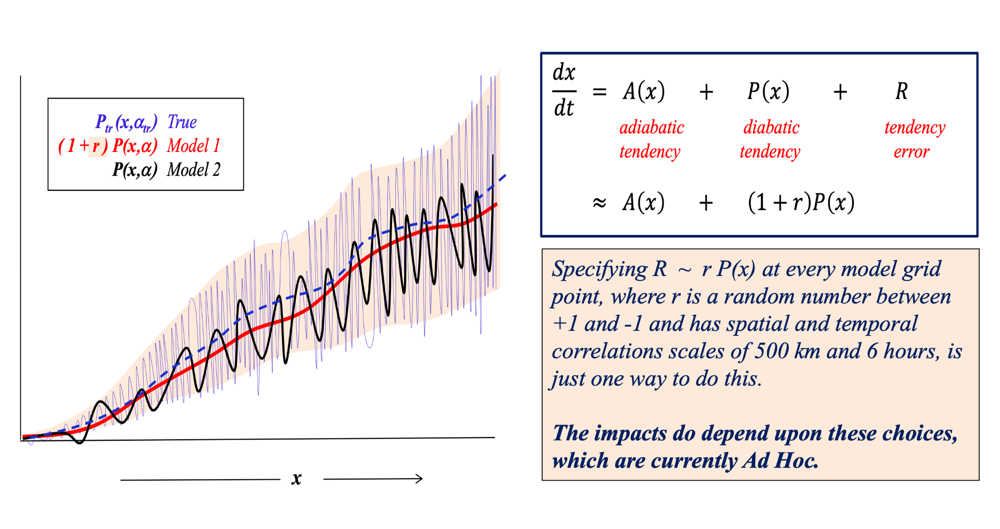 P_tr (x,α_tr) True
(1 + r) P(x,α) Model 1
P(x,α) Model 2
x
dx/dt = A(x) + P(x) + R
adiabatic tendency
diabatic tendency
tendency error
≈ A(x) + (1 + r)P(x)
Specifying R ~ r P(x) at every model grid
point, where r is a random number between
+1 and -1 and has spatial and temporal
correlations scales of 500 km and 6 hours, is
just one way to do this.
The impacts do depend upon these choices,
which are currently Ad Hoc.